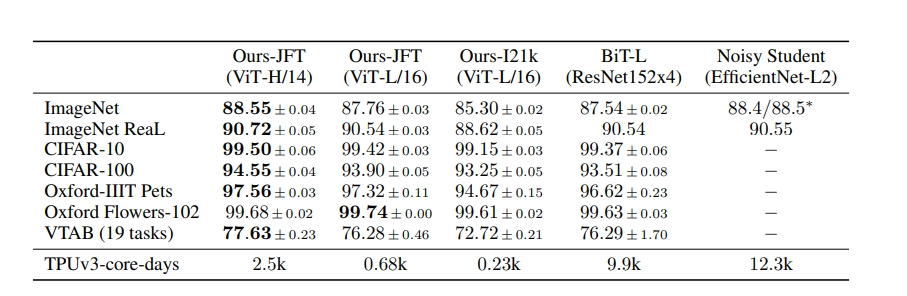 Ours-JFT Ours-JFT Ours-I21k BiT-L Noisy Student
(ViT-H/14) (ViT-L/16) (ViT-L/16) (ResNet152x4) (EfficientNet-L2)
ImageNet 88.55 ± 0.04 87.76 ± 0.03 85.30 ± 0.02 87.54 ± 0.02 88.4/88.5*
ImageNet ReaL 90.72 ± 0.05 90.54 ± 0.03 88.62 ± 0.05 90.54 90.55
CIFAR-10 99.50 ± 0.06 99.42 ± 0.03 99.15 ± 0.03 99.37 ± 0.06 −
CIFAR-100 94.55 ± 0.04 93.90 ± 0.05 93.25 ± 0.05 93.51 ± 0.08 −
Oxford-IIIT Pets 97.56 ± 0.03 97.32 ± 0.11 94.67 ± 0.15 96.62 ± 0.23 −
Oxford Flowers-102 99.68 ± 0.02 99.74 ± 0.00 99.61 ± 0.02 99.63 ± 0.03 −
VTAB (19 tasks) 77.63 ± 0.23 76.28 ± 0.46 72.72 ± 0.21 76.29 ± 1.70 −
TPUv3-core-days 2.5k 0.68k 0.23k 9.9k 12.3k